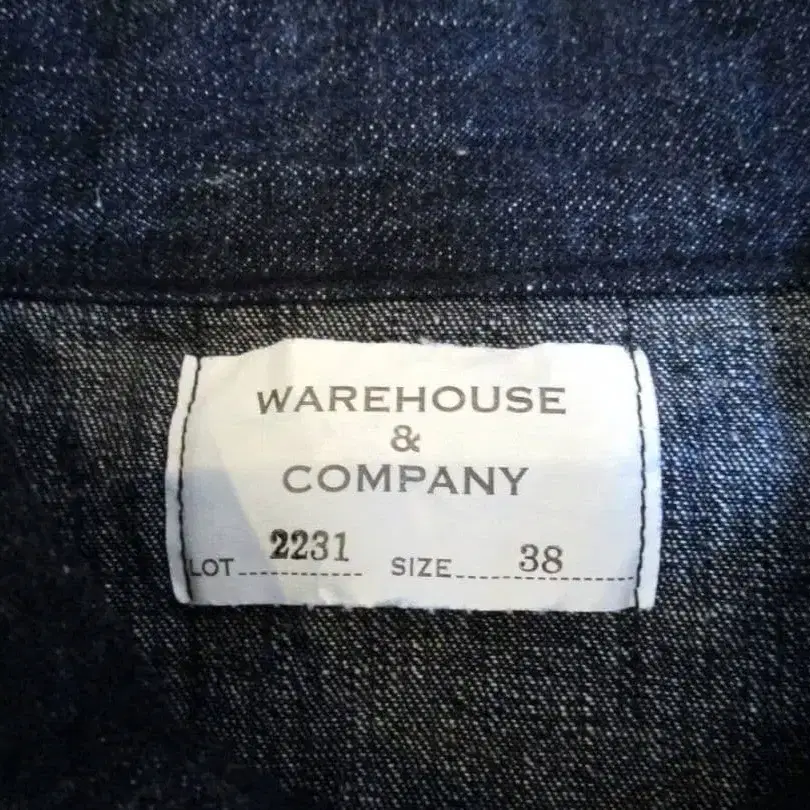 WAREHOUSE
&
COMPANY
LOT 2231 SIZE 38